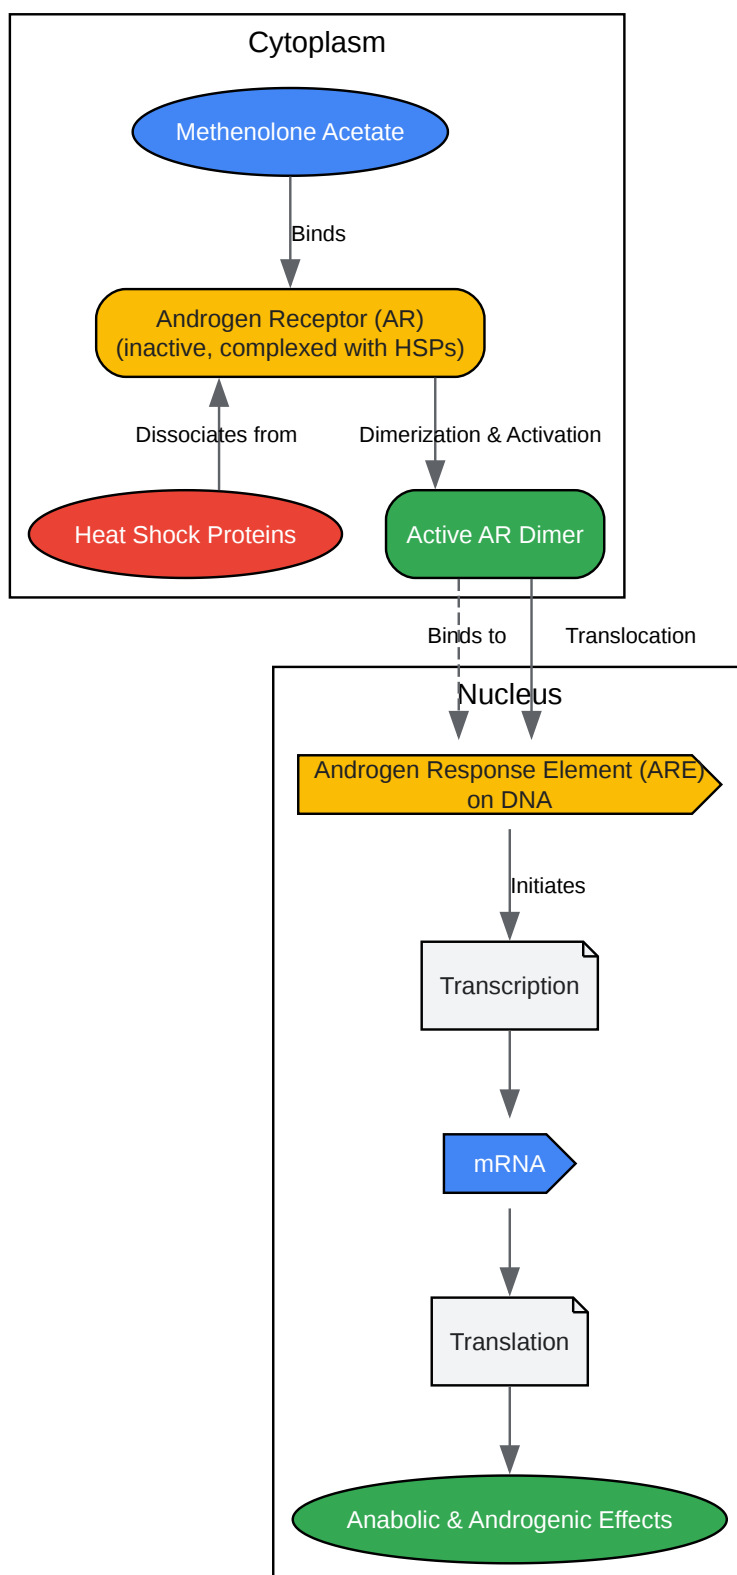 Cytoplasm
Methenolone Acetate
Binds
Androgen Receptor (AR)
(inactive, complexed with HSPs)
Dissociates from
Dimerization & Activation
Heat Shock Proteins
Active AR Dimer
Binds to
Translocation
Nucleus
Androgen Response Element (ARE)
on DNA
Initiates
Transcription
mRNA
Translation
Anabolic & Androgenic Effects